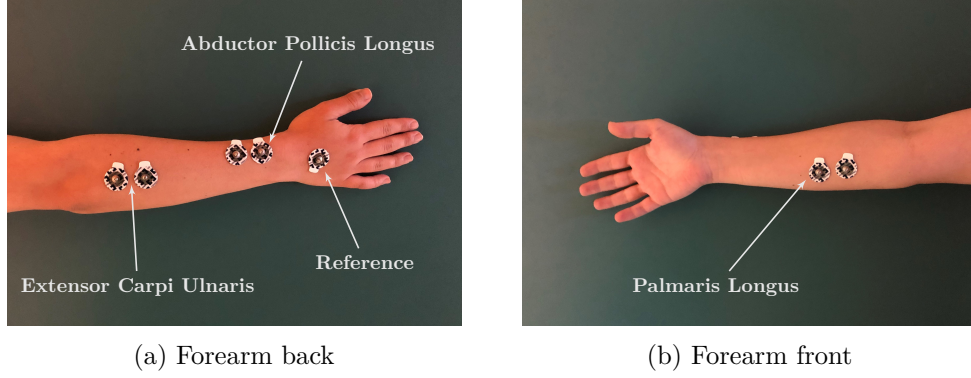 Abductor Pollicis Longus
Reference
Extensor Carpi Ulnaris
Palmaris Longus
(a) Forearm back
(b) Forearm front